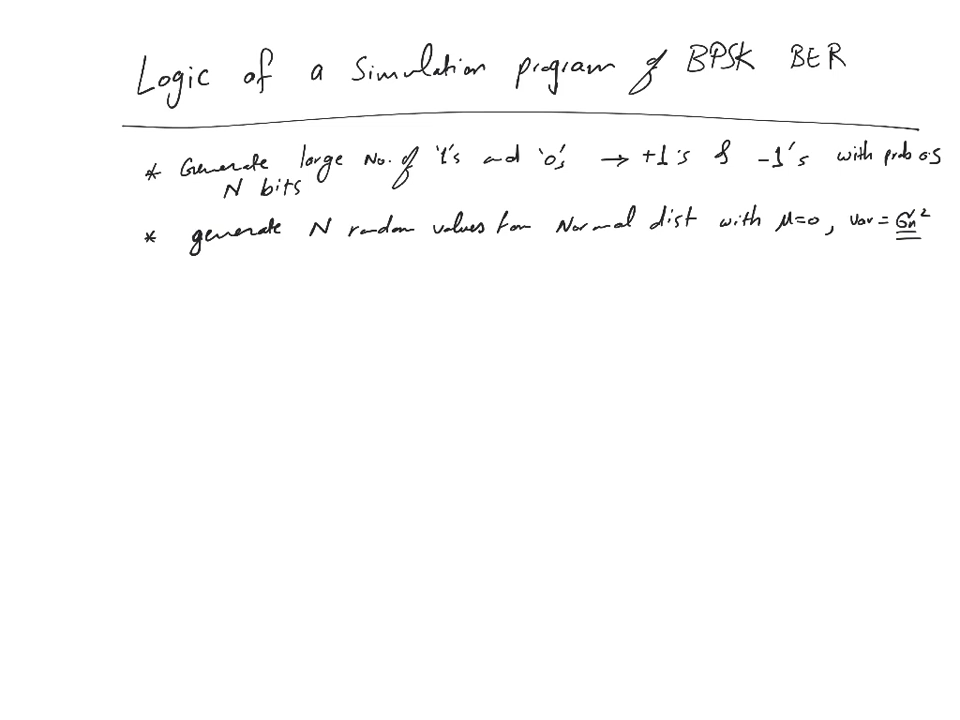 Logic of a Simulation program of BPSK BER
* Generate large No. of '1's and '0's → +1's & -1's with prob 0.5
N bits
* generate N random values from Normal dist with μ=0, var = σn²